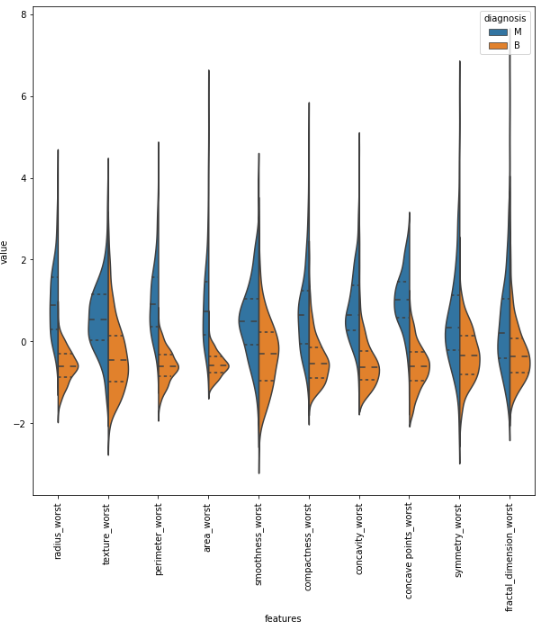 8
6
4
2
0
−2
value
diagnosis
M
B
radius_worst
texture_worst
perimeter_worst
area_worst
smoothness_worst
compactness_worst
concavity_worst
concave points_worst
symmetry_worst
fractal_dimension_worst
features